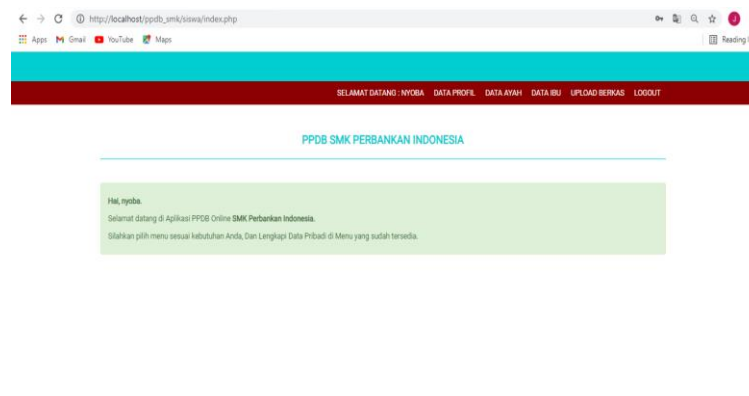 http://localhost/ppdb_smk/siswa/index.php
Apps Gmail YouTube Maps Reading
SELAMAT DATANG : NYOBA DATA PROFIL DATA AYAH DATA IBU UPLOAD BERKAS LOGOUT
PPDB SMK PERBANKAN INDONESIA
Hai, nyoba.
Selamat datang di Aplikasi PPDB Online SMK Perbankan Indonesia.
Silahkan pilih menu sesuai kebutuhan Anda, Dan Lengkapi Data Pribadi di Menu yang sudah tersedia.